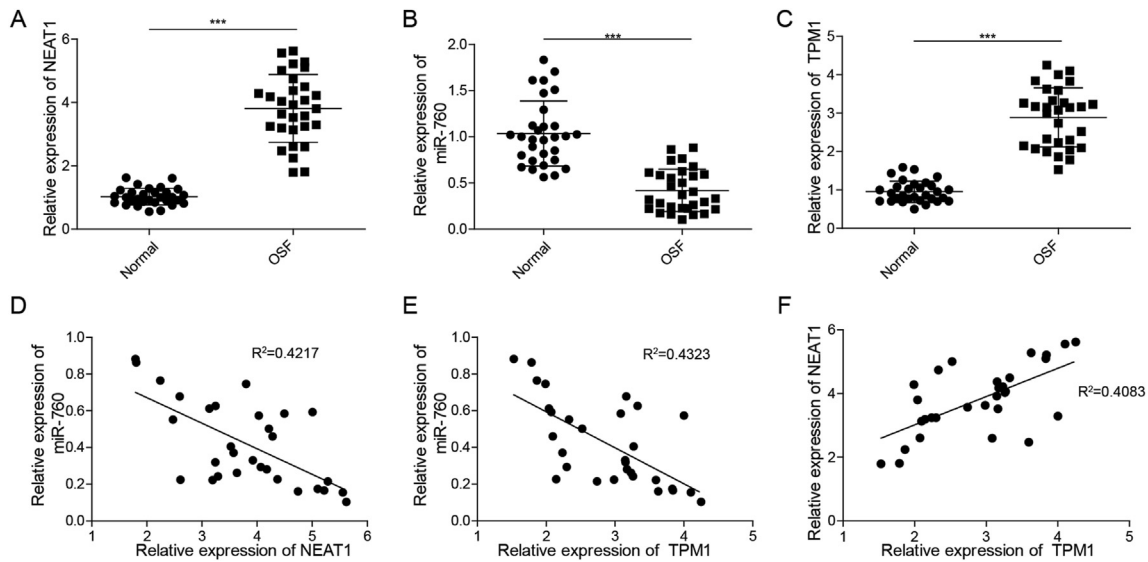 A
Relative expression of NEAT1
6
4
2
0
***
Normal
OSF
B
Relative expression of
miR-760
2.0
1.5
1.0
0.5
0.0
***
Normal
OSF
C
Relative expression of TPM1
5
4
3
2
1
0
***
Normal
OSF
D
Relative expression of
miR-760
1.0
0.8
0.6
0.4
0.2
0.0
R²=0.4217
1 2 3 4 5 6
Relative expression of NEAT1
E
Relative expression of
miR-760
1.0
0.8
0.6
0.4
0.2
0.0
R²=0.4323
1 2 3 4 5
Relative expression of TPM1
F
Relative expression of NEAT1
6
4
2
0
R²=0.4083
1 2 3 4 5
Relative expression of TPM1